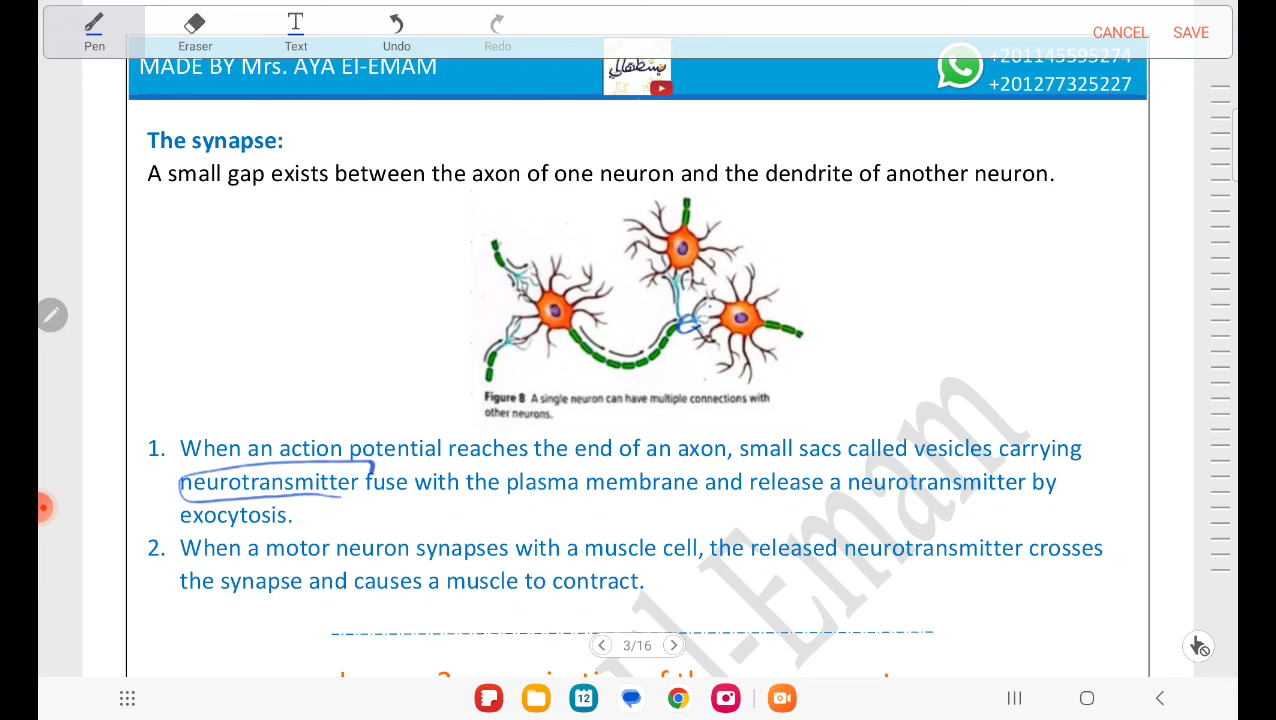 Pen
Eraser
Text
Undo
Redo
CANCEL
SAVE
MADE BY Mrs. AYA El-EMAM
+201145595274
+201277325227
The synapse:
A small gap exists between the axon of one neuron and the dendrite of another neuron.
Figure 8 A single neuron can have multiple connections with
other neurons.
1. When an action potential reaches the end of an axon, small sacs called vesicles carrying
neurotransmitter fuse with the plasma membrane and release a neurotransmitter by
exocytosis.
2. When a motor neuron synapses with a muscle cell, the released neurotransmitter crosses
the synapse and causes a muscle to contract.
El-Emam
3/16
12